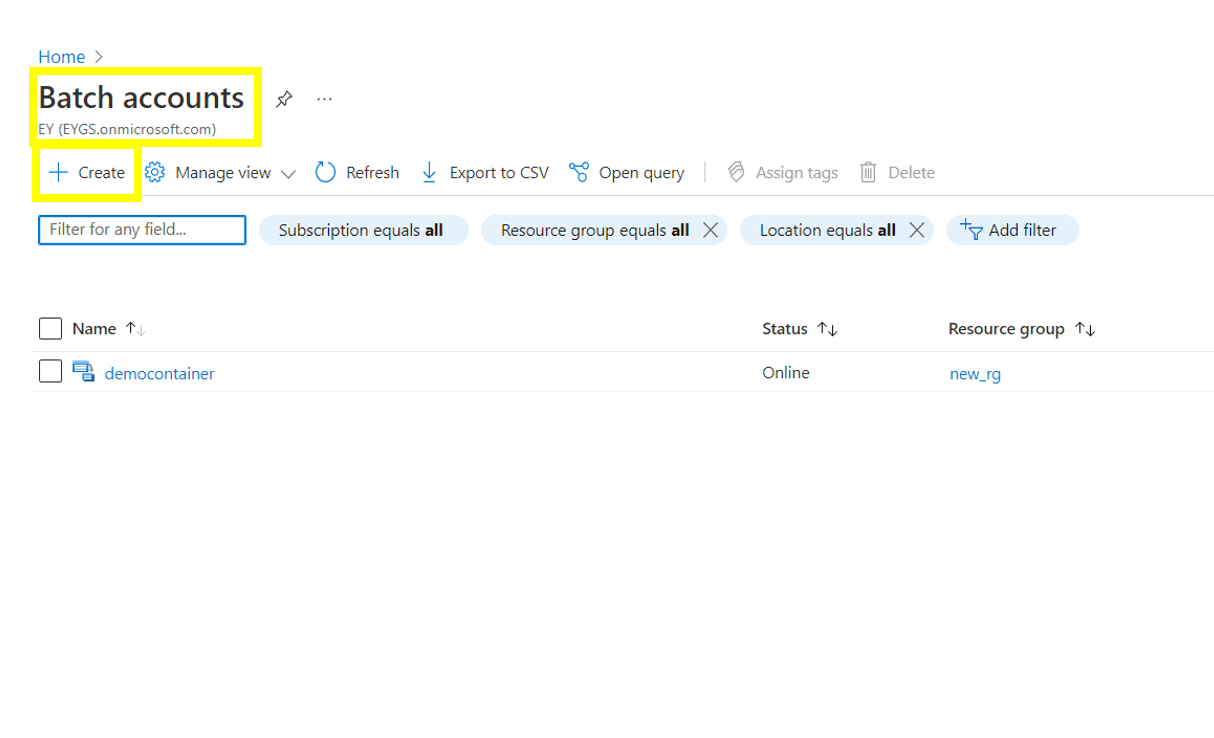 Home
Batch accounts
EY (EYGS.onmicrosoft.com)
Create Manage view Refresh Export to CSV Open query Assign tags Delete
Filter for any field... Subscription equals all Resource group equals all Location equals all Add filter
Name Status Resource group
democontainer Online new_rg